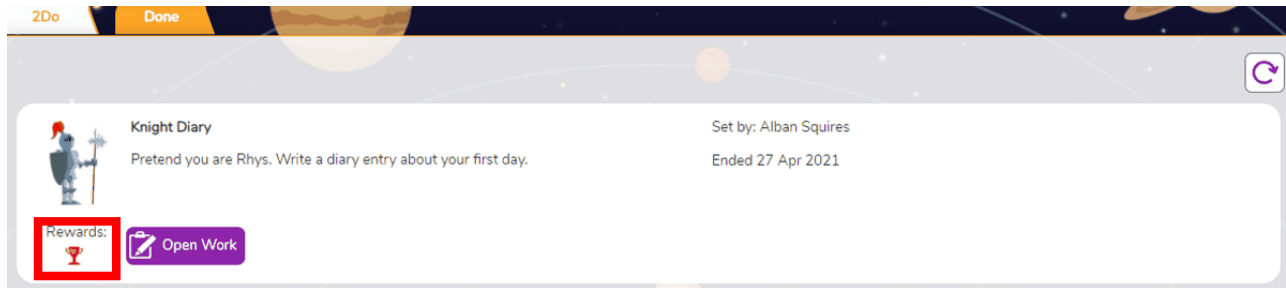 2Do
Done
Knight Diary
Set by: Alban Squires
Pretend you are Rhys. Write a diary entry about your first day.
Ended 27 Apr 2021
Rewards:
Open Work